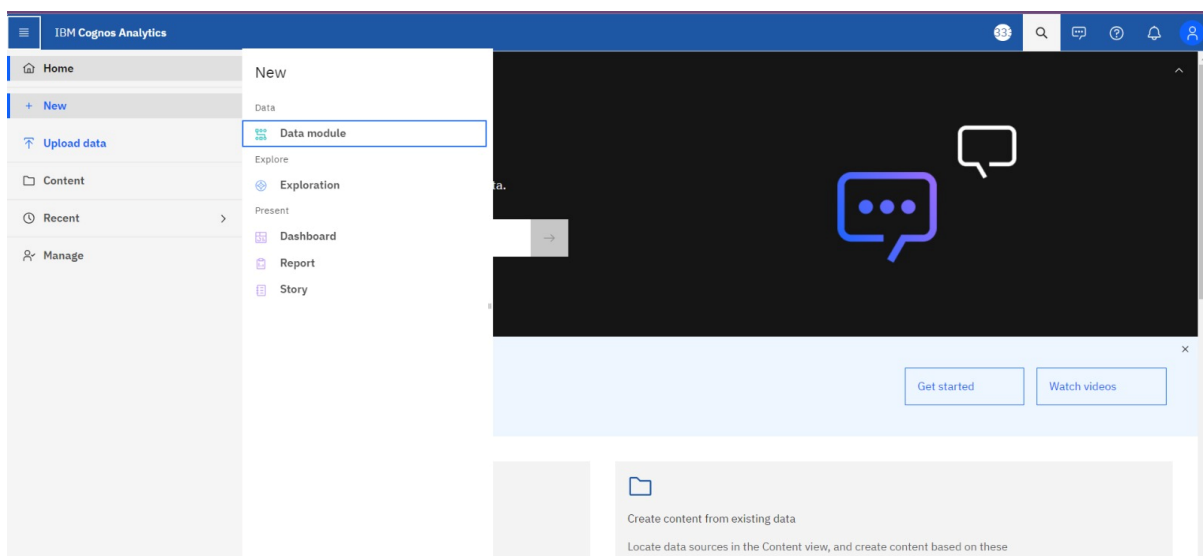 IBM Cognos Analytics
Home
New
Upload data
Content
Recent
Manage
New
Data
Data module
Explore
Exploration
Present
Dashboard
Report
Story
ta.
Get started
Watch videos
Create content from existing data
Locate data sources in the Content view, and create content based on these